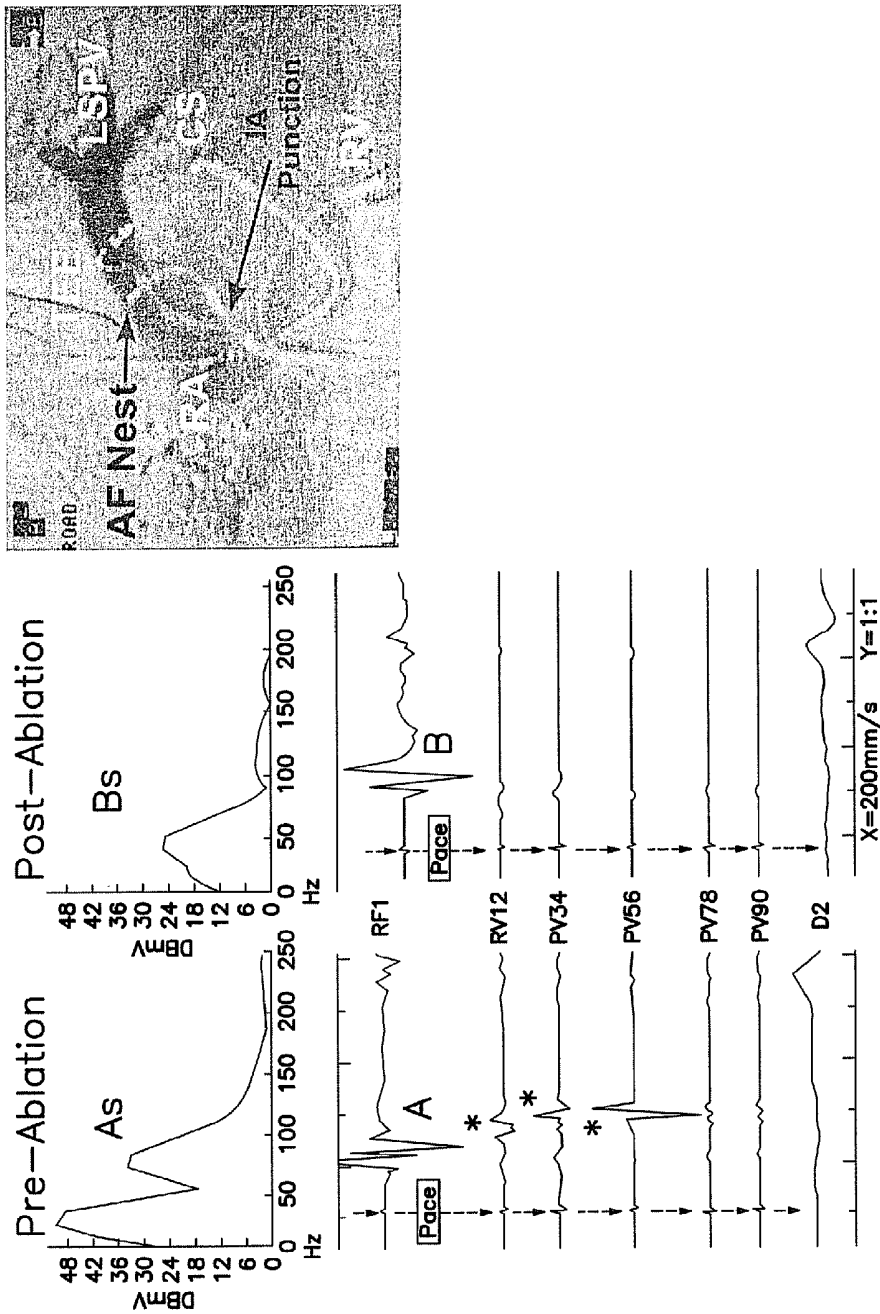 Pre-Ablation
Post-Ablation
As
Bs
DBmV
48
42
36
30
24
18
12
6
0
0 50 100 150 200 250
Hz
DBmV
48
42
36
30
24
18
12
6
0
0 50 100 150 200 250
Hz
RF1
Pace
A
Pace
B
RV12
*
PV34
*
PV56
*
PV78
PV90
D2
X=200mm/s Y=1:1
ROAD
LSPV
AF Nest
CS
RA
IA
Punction
RV